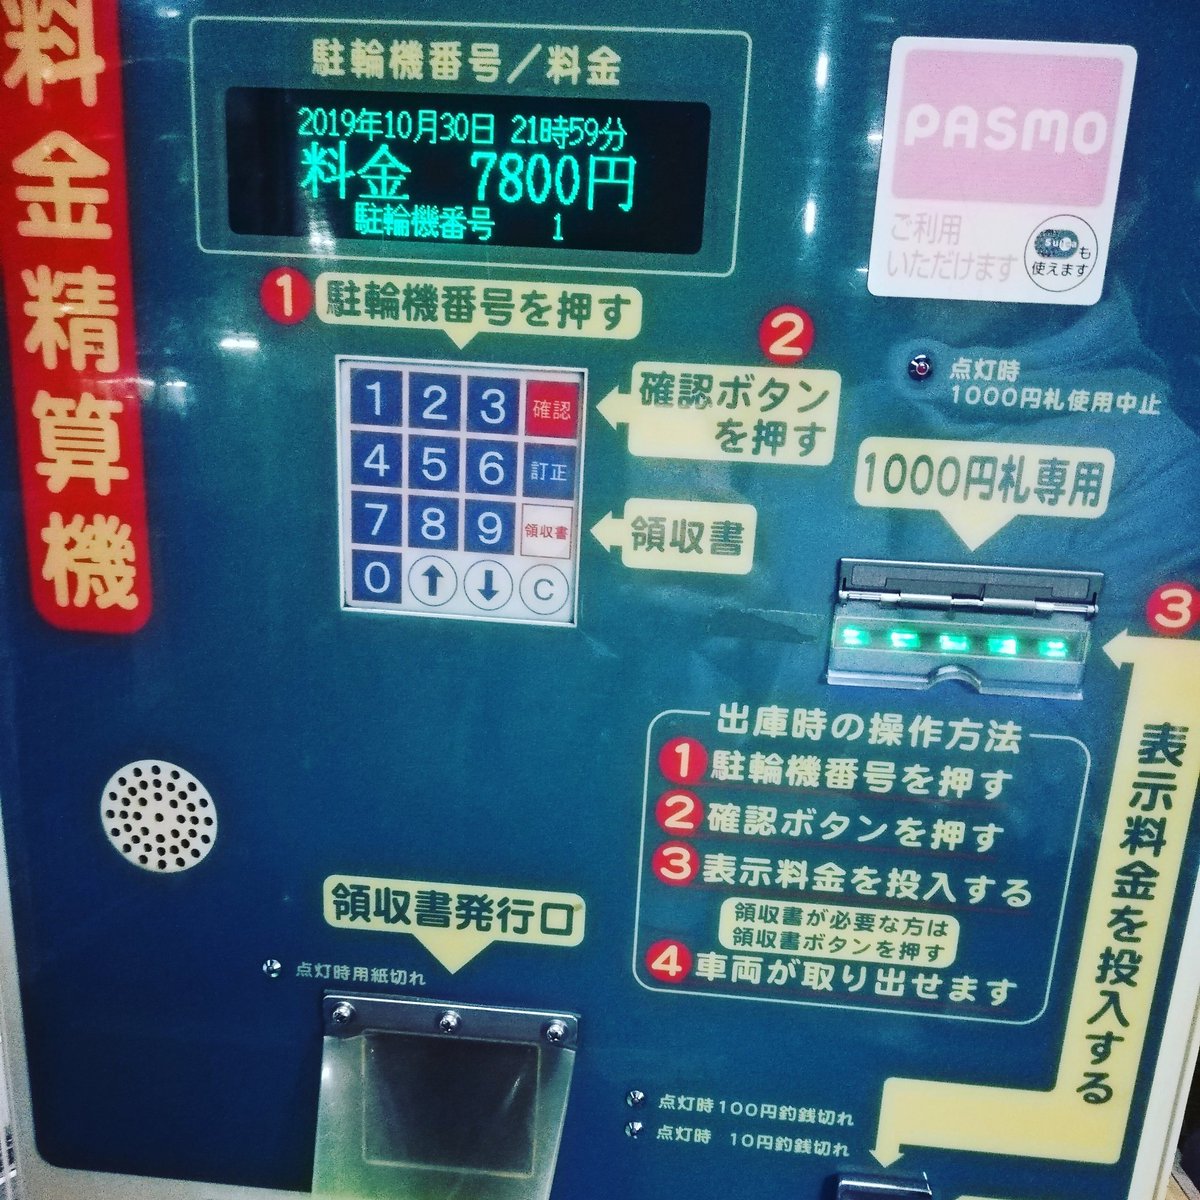 料金精算機
駐輪機番号／料金
2019年10月30日 21時59分
料金 7800円
駐輪機番号 1
PASMO
ご利用
いただけます
Suica も
使えます
1 駐輪機番号を押す
2
確認ボタン
を押す
1 2 3 確認
4 5 6 訂正
7 8 9 領収書
0 ↑ ↓ C
領収書
点灯時
1000円札使用中止
1000円札専用
3
表示料金を投入する
出庫時の操作方法
1 駐輪機番号を押す
2 確認ボタンを押す
3 表示料金を投入する
領収書が必要な方は
領収書ボタンを押す
4 車両が取り出せます
領収書発行口
点灯時用紙切れ
点灯時100円釣銭切れ
点灯時 10円釣銭切れ